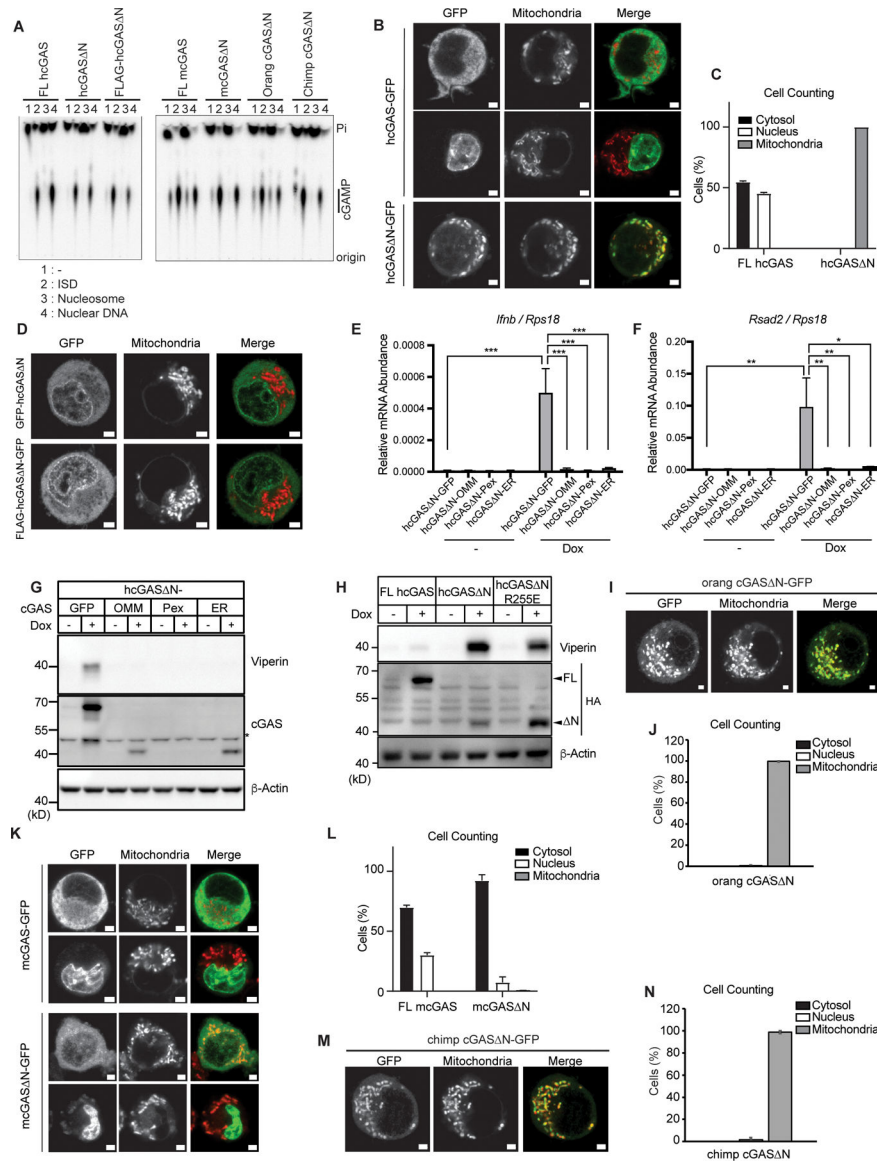 A
FL hcGAS
hcGASΔN
FLAG-hcGASΔN
FL mcGAS
mcGASΔN
Orang cGASΔN
Chimp cGASΔN
1 2 3 4 1 2 3 4 1 2 3 4
1 2 3 4 1 2 3 4 1 2 3 4 1 2 3 4
Pi
cGAMP
origin
1 : -
2 : ISD
3 : Nucleosome
4 : Nuclear DNA
B
GFP Mitochondria Merge
hcGAS-GFP
hcGASΔN-GFP
C
Cell Counting
Cytosol
Nucleus
Mitochondria
Cells (%)
100
50
0
FL hcGAS hcGASΔN
D
GFP Mitochondria Merge
GFP-hcGASΔN
FLAG-hcGASΔN-GFP
E
Ifnb / Rps18
Relative mRNA Abundance
0.0008
0.0006
0.0004
0.0002
0.0000
***
***
***
***
hcGASΔN-GFP
hcGASΔN-OMM
hcGASΔN-Pex
hcGASΔN-ER
hcGASΔN-GFP
hcGASΔN-OMM
hcGASΔN-Pex
hcGASΔN-ER
- Dox
F
Rsad2 / Rps18
Relative mRNA Abundance
0.20
0.15
0.10
0.05
0.00
*
**
**
**
hcGASΔN-GFP
hcGASΔN-OMM
hcGASΔN-Pex
hcGASΔN-ER
hcGASΔN-GFP
hcGASΔN-OMM
hcGASΔN-Pex
hcGASΔN-ER
- Dox
G
hcGASΔN-
cGAS GFP OMM Pex ER
Dox - + - + - + - +
40
Viperin
70
55
40
cGAS
*
40
β-Actin
(kD)
H
FL hcGAS hcGASΔN hcGASΔN
R255E
Dox - + - + - +
40
Viperin
70
55
40
FL
HA
ΔN
40
β-Actin
(kD)
I
orang cGASΔN-GFP
GFP Mitochondria Merge
J
Cell Counting
Cytosol
Nucleus
Mitochondria
Cells (%)
120
100
80
60
40
20
0
orang cGASΔN
K
GFP Mitochondria Merge
mcGAS-GFP
mcGASΔN-GFP
L
Cell Counting
Cytosol
Nucleus
Mitochondria
Cells (%)
100
50
0
FL mcGAS mcGASΔN
M
chimp cGASΔN-GFP
GFP Mitochondria Merge
N
Cell Counting
Cytosol
Nucleus
Mitochondria
Cells (%)
120
100
80
60
40
20
0
chimp cGASΔN